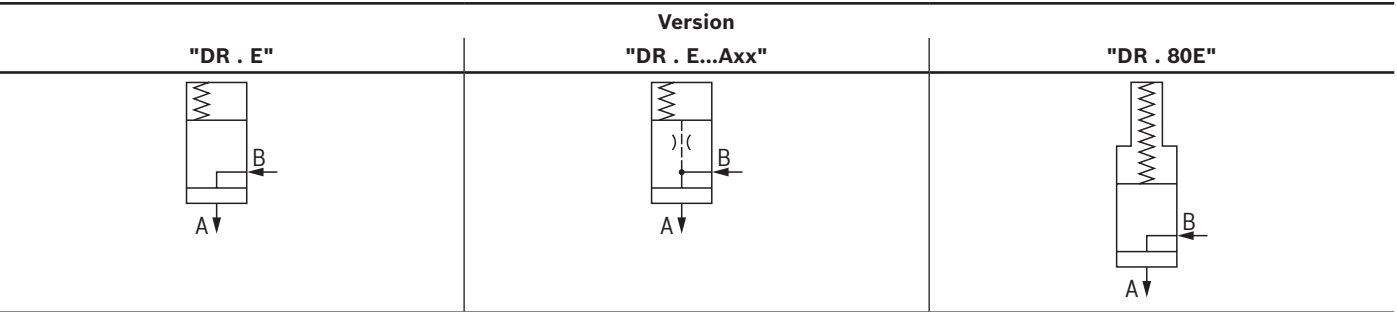 Version
"DR . E" "DR . E...Axx" "DR . 80E"
B B
A A
B
A